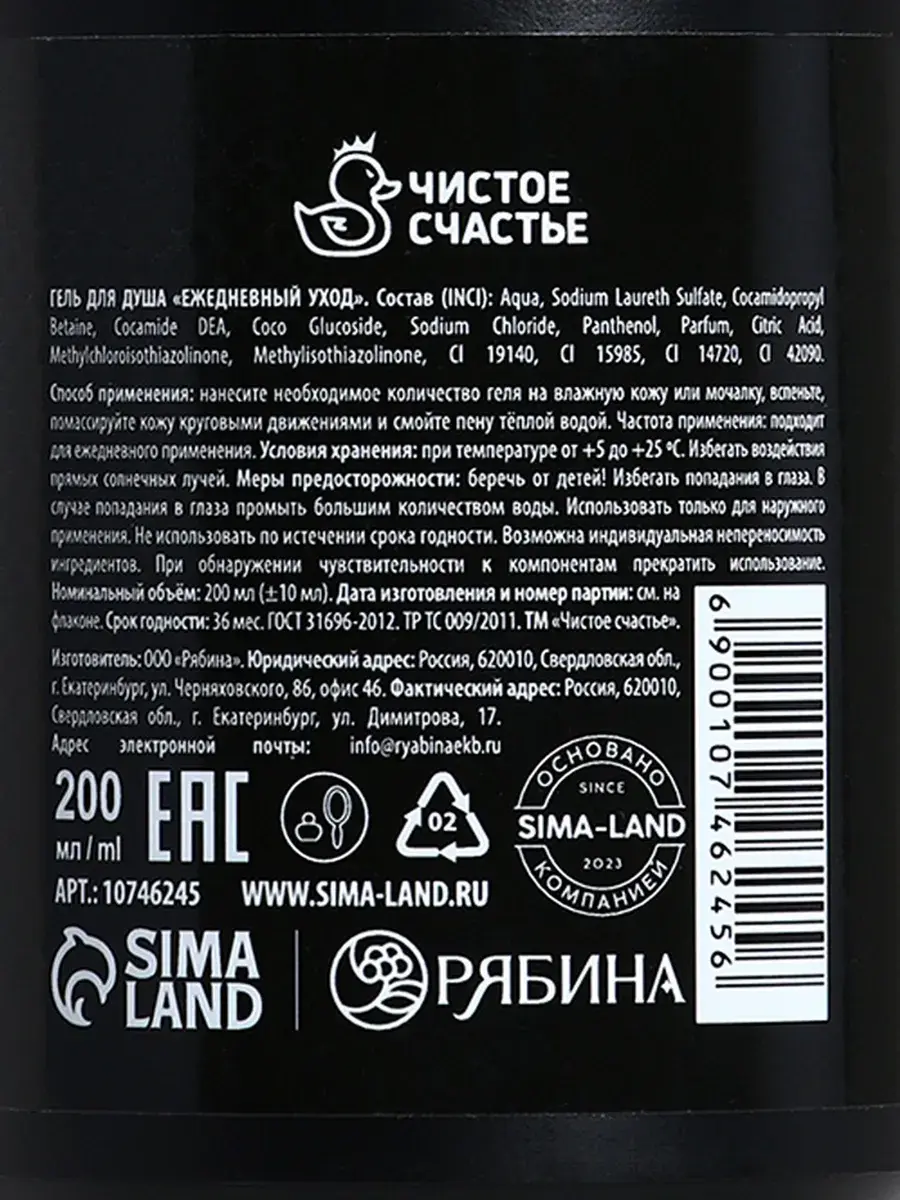 ЧИСТОЕ
СЧАСТЬЕ
ГЕЛЬ ДЛЯ ДУША «ЕЖЕДНЕВНЫЙ УХОД». Состав (INCI): Aqua, Sodium Laureth Sulfate, Cocamidopropyl
Betaine, Cocamide DEA, Coco Glucoside, Sodium Chloride, Panthenol, Parfum, Citric Acid,
Methylchloroisothiazolinone, Methylisothiazolinone, CI 19140, CI 15985, CI 14720, CI 42090.
Способ применения: нанесите необходимое количество геля на влажную кожу или мочалку, вспеньте,
помассируйте кожу круговыми движениями и смойте пену тёплой водой. Частота применения: подходит
для ежедневного применения. Условия хранения: при температуре от +5 до +25 ºС. Избегать воздействия
прямых солнечных лучей. Меры предосторожности: беречь от детей! Избегать попадания в глаза. В
случае попадания в глаза промыть большим количеством воды. Использовать только для наружного
применения. Не использовать по истечении срока годности. Возможна индивидуальная непереносимость
ингредиентов. При обнаружении чувствительности к компонентам прекратить использование.
Номинальный объём: 200 мл (±10 мл). Дата изготовления и номер партии: см. на
флаконе. Срок годности: 36 мес. ГОСТ 31696-2012. ТР ТС 009/2011. ТМ «Чистое счастье».
Изготовитель: ООО «Рябина». Юридический адрес: Россия, 620010, Свердловская обл.,
г. Екатеринбург, ул. Черняховского, 86, офис 46. Фактический адрес: Россия, 620010,
Свердловская обл., г. Екатеринбург, ул. Димитрова, 17.
Адрес электронной почты: info@ryabinaekb.ru
200
мл / ml
EAC
02
ОСНОВАНО
SINCE
SIMA-LAND
2023
КОМПАНИЕЙ
АРТ.: 10746245
WWW.SIMA-LAND.RU
SIMA
LAND
РЯБИНА
6 900107 462456